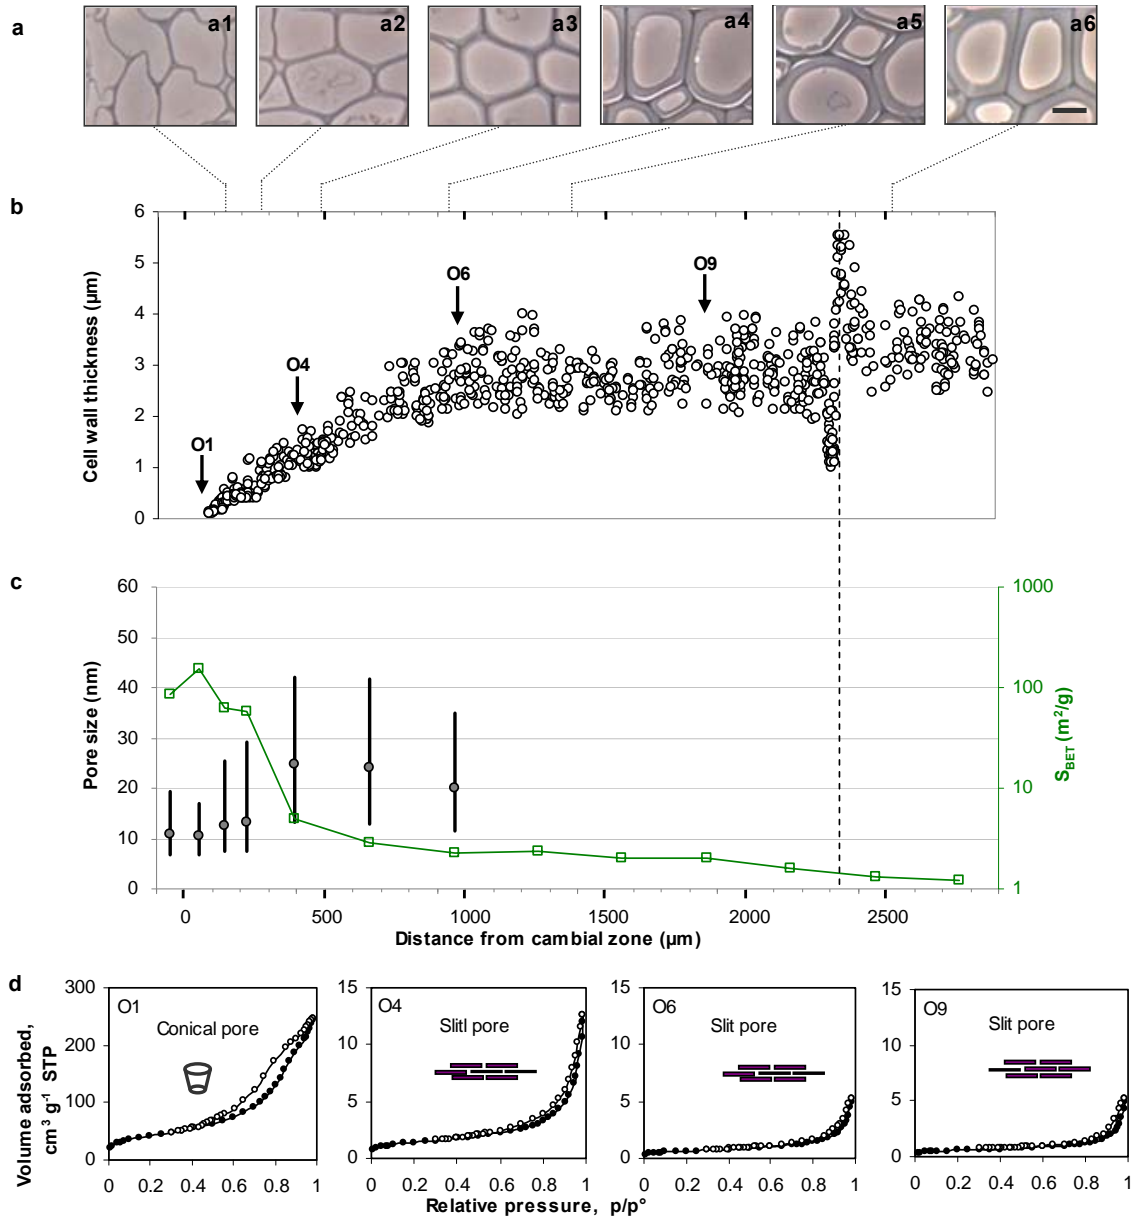 a
a1 a2 a3 a4 a5 a6
b
Cell wall thickness (µm)
6
5
4
3
2
1
0
O1
O4
O6
O9
c
Pore size (nm)
60
50
40
30
20
10
0
1000
100
10
1
S_BET (m²/g)
0 500 1000 1500 2000 2500
Distance from cambial zone (µm)
d
Volume adsorbed,
cm³ g⁻¹ STP
300
200
100
0
O1
Conical pore
0 0.2 0.4 0.6 0.8 1
15
10
5
0
O4
Slitl pore
0 0.2 0.4 0.6 0.8 1
15
10
5
0
O6
Slit pore
0 0.2 0.4 0.6 0.8 1
15
10
5
0
O9
Slit pore
0 0.2 0.4 0.6 0.8 1
Relative pressure, p/p°